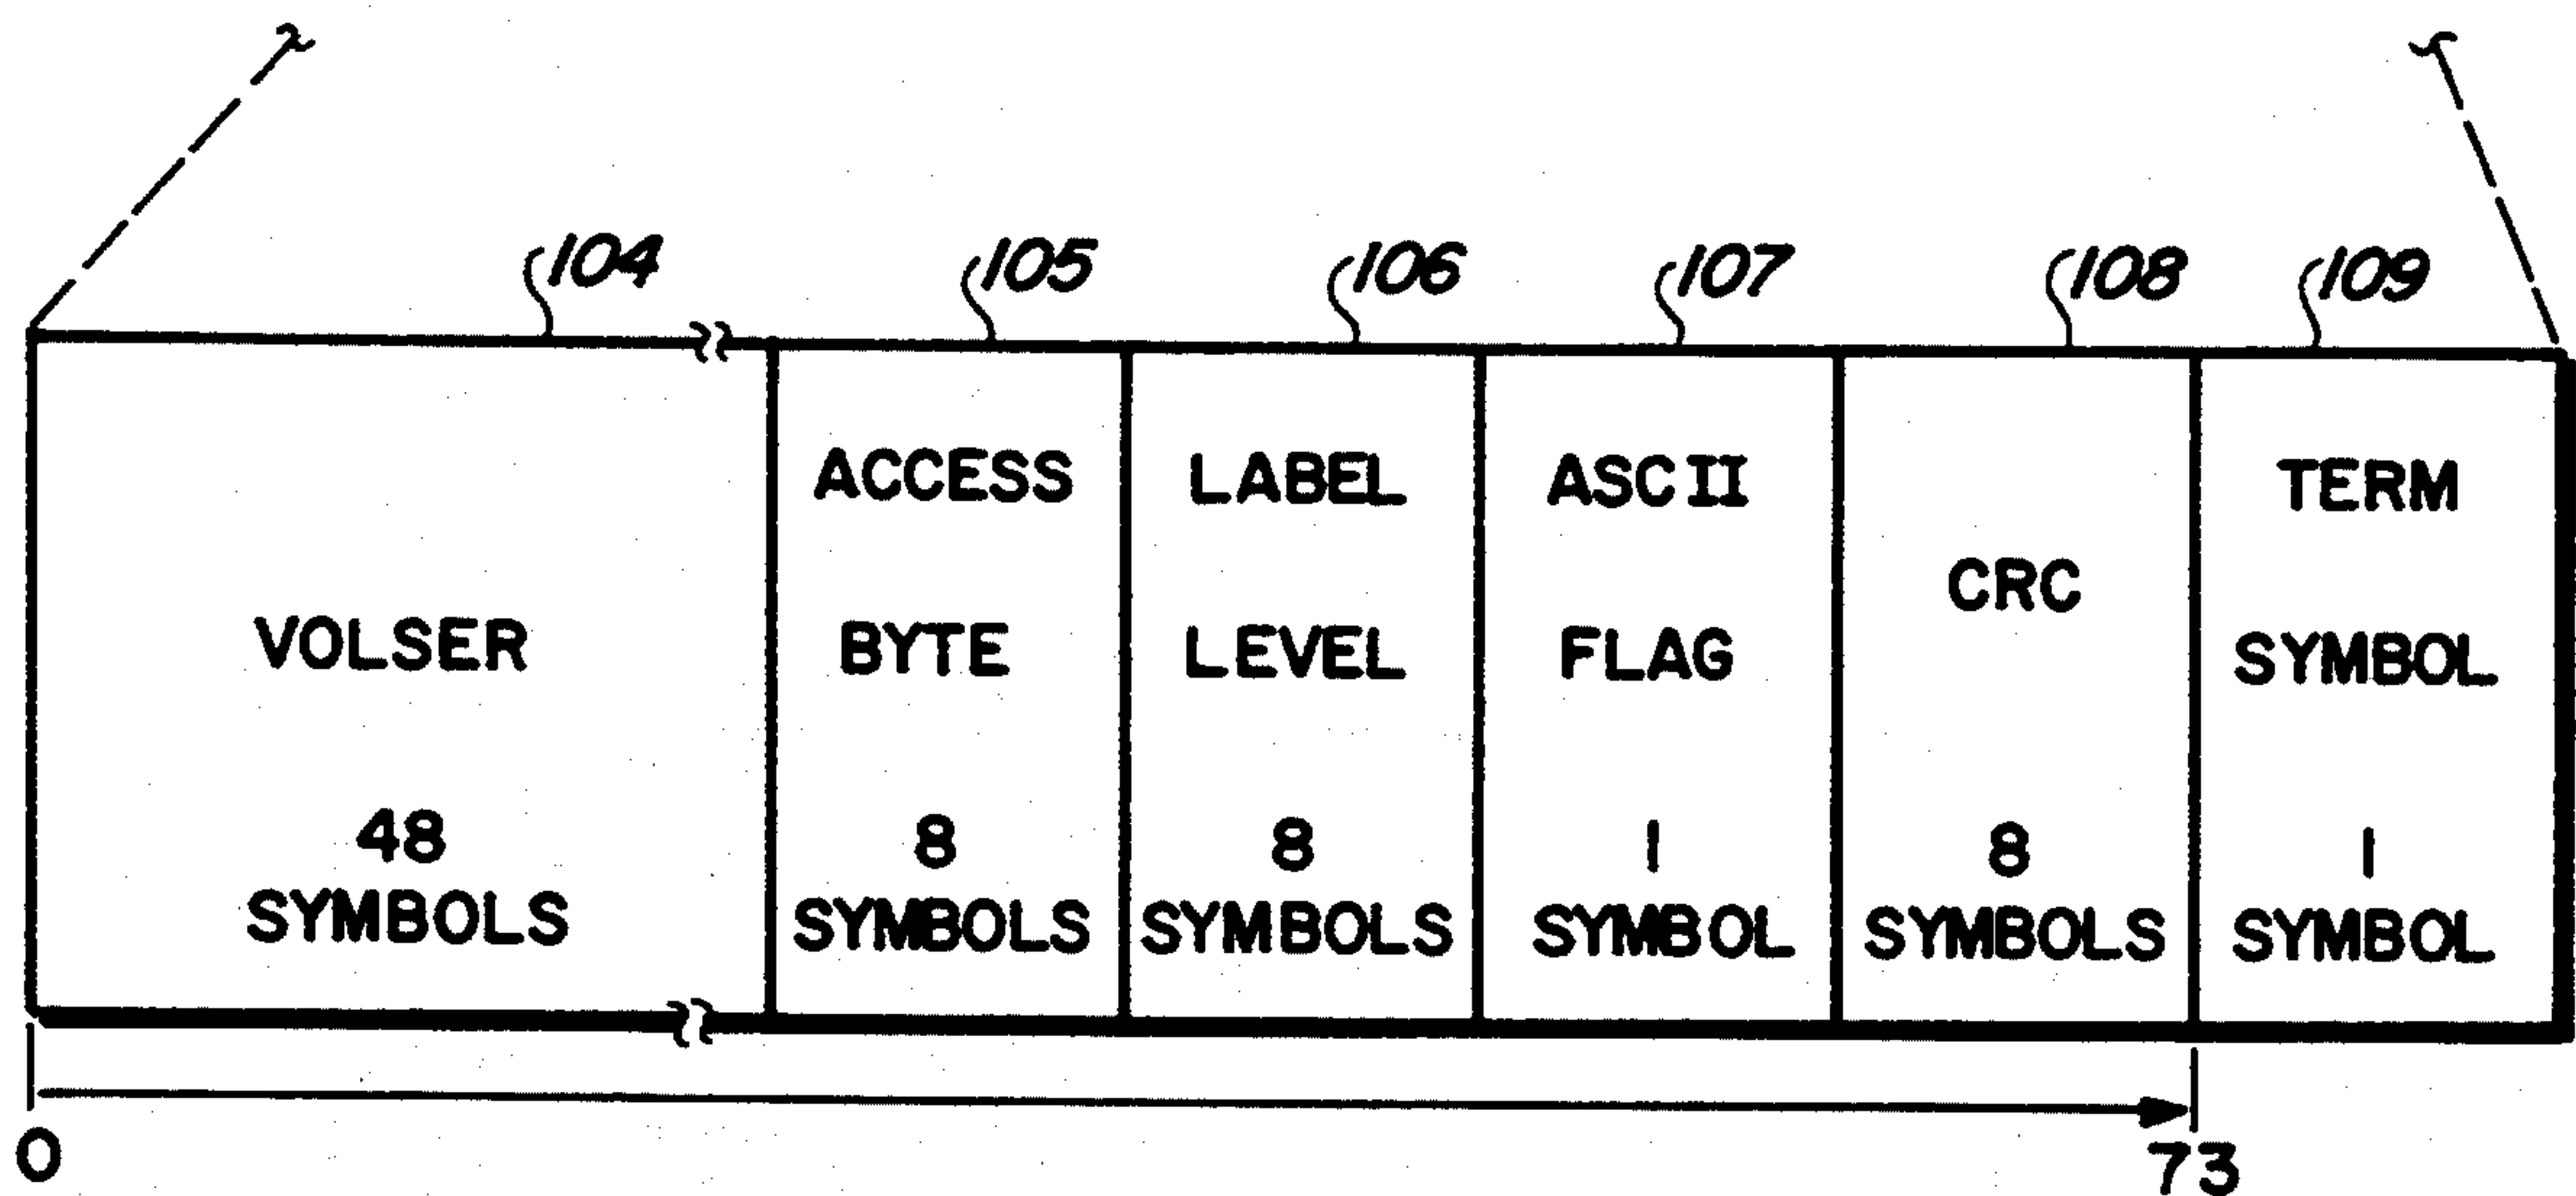 104 105 106 107 108 109
VOLSER
48
SYMBOLS
ACCESS
BYTE
8
SYMBOLS
LABEL
LEVEL
8
SYMBOLS
ASCII
FLAG
1
SYMBOL
CRC
8
SYMBOLS
TERM
SYMBOL
1
SYMBOL
0 73